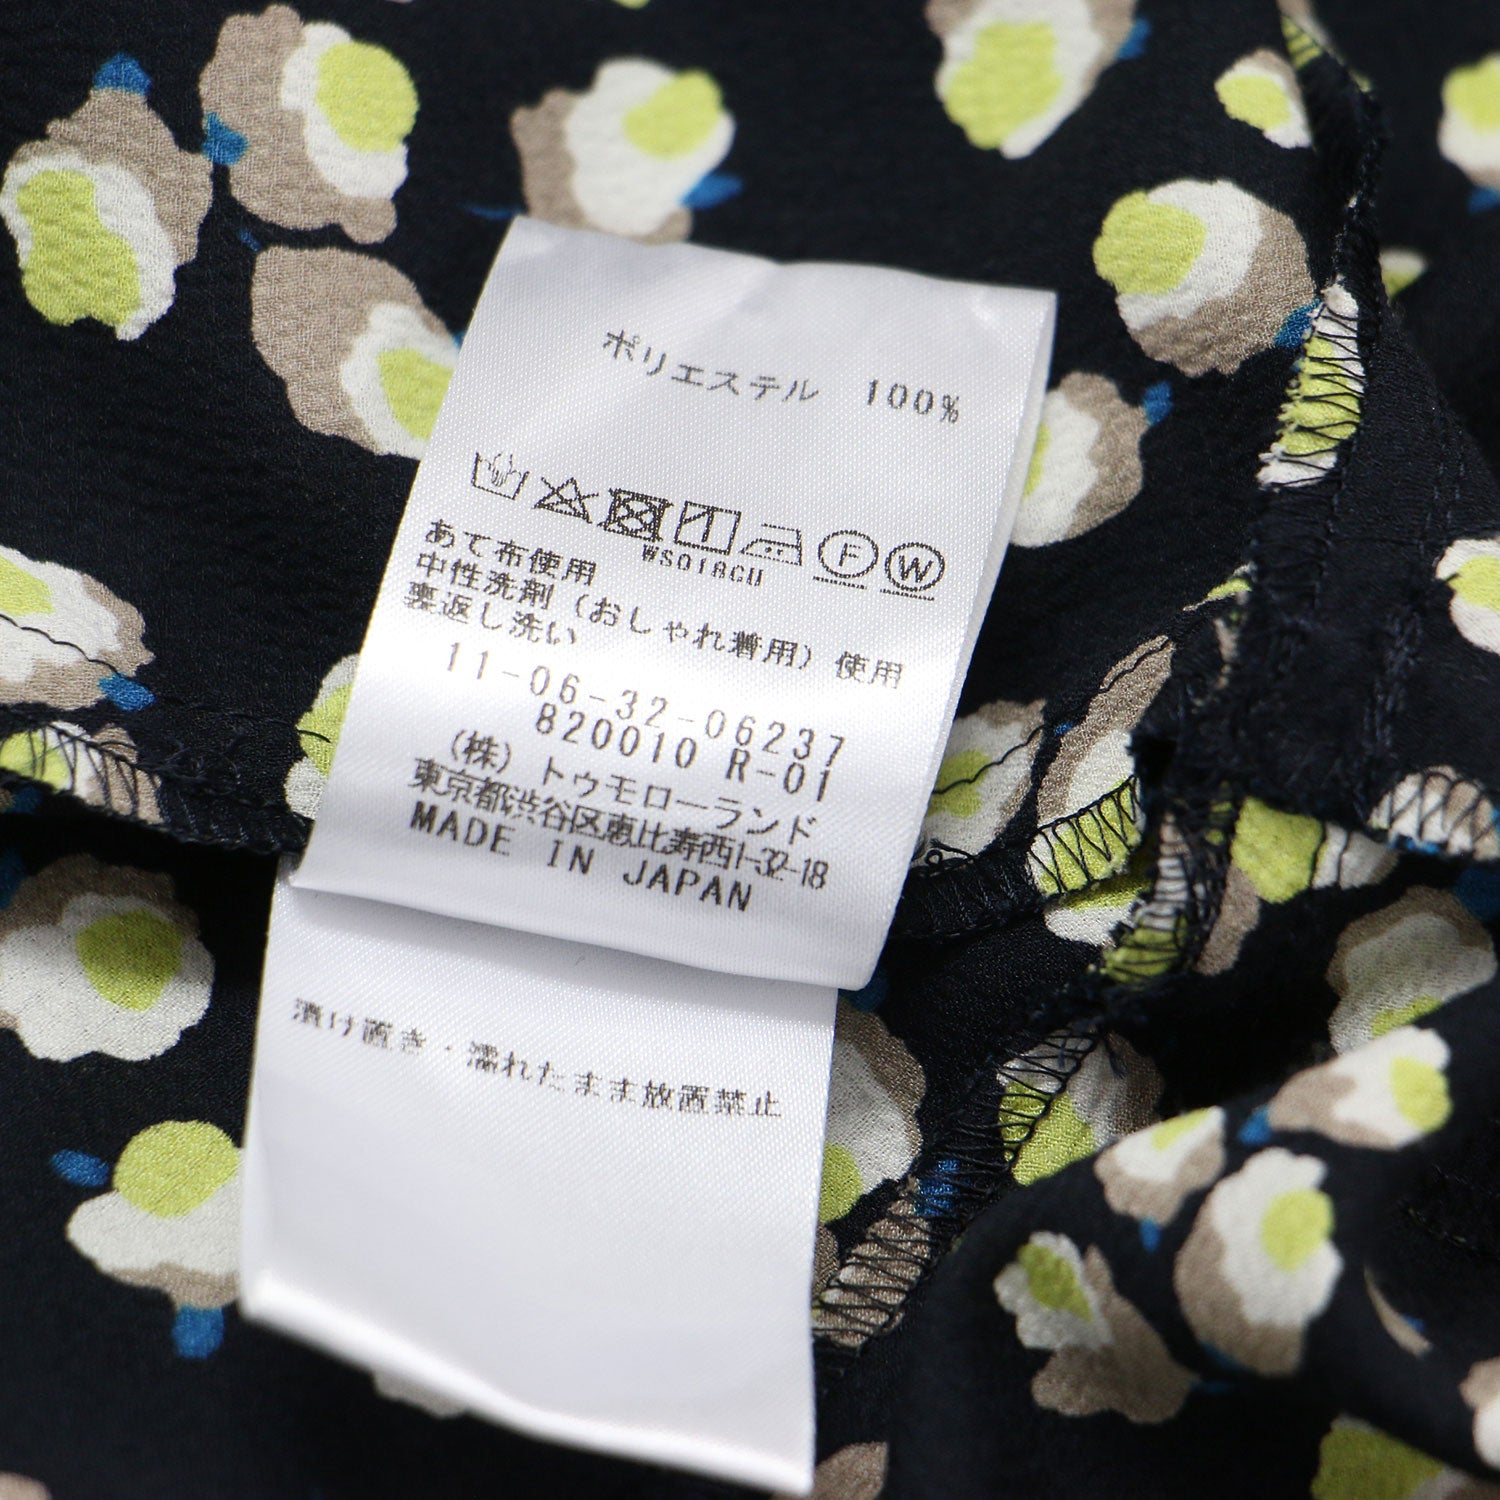 ポリエステル 100%
WS018CU
あて布使用
中性洗剤（おしゃれ着用）使用
裏返し洗い
11-06-32-06237
820010 R-01
（株）トゥモローランド
東京都渋谷区恵比寿西1-32-18
MADE IN JAPAN
漬け置き・濡れたまま放置禁止